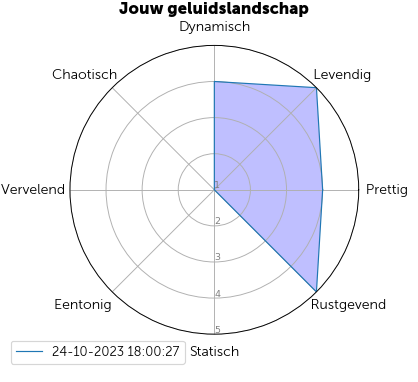 Jouw geluidslandschap
Dynamisch
Chaotisch
Levendig
Vervelend
1
Prettig
2
3
4
Eentonig
Rustgevend
5
24-10-2023 18:00:27
Statisch